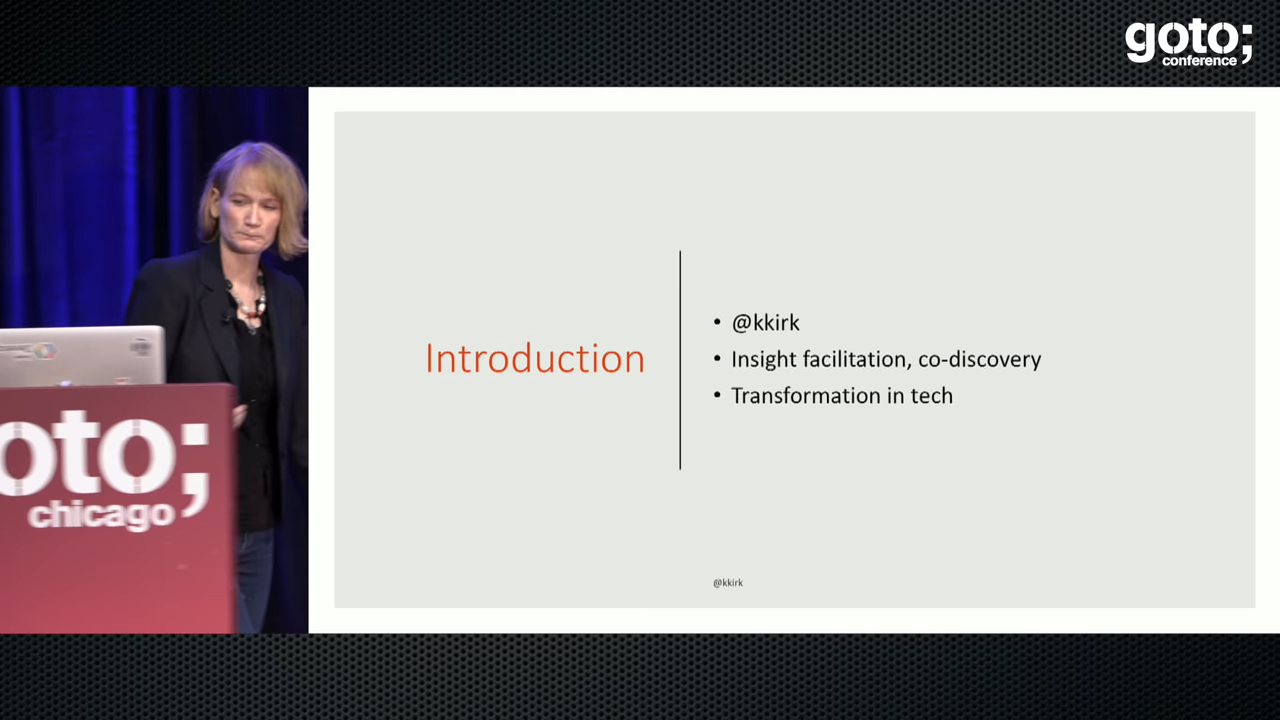 goto;
conference
oto;
chicago
Introduction
• @kkirk
• Insight facilitation, co-discovery
• Transformation in tech
@kkirk